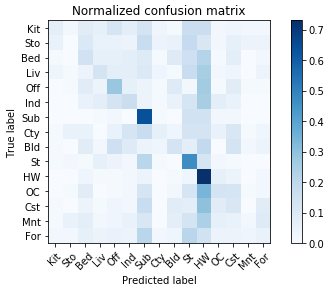 Normalized confusion matrix
True label
Kit
Sto
Bed
Liv
Off
Ind
Sub
Cty
Bld
St
HW
OC
Cst
Mnt
For
Kit Sto Bed Liv Off Ind Sub Cty Bld St HW OC Cst Mnt For
Predicted label
0.7
0.6
0.5
0.4
0.3
0.2
0.1
0.0